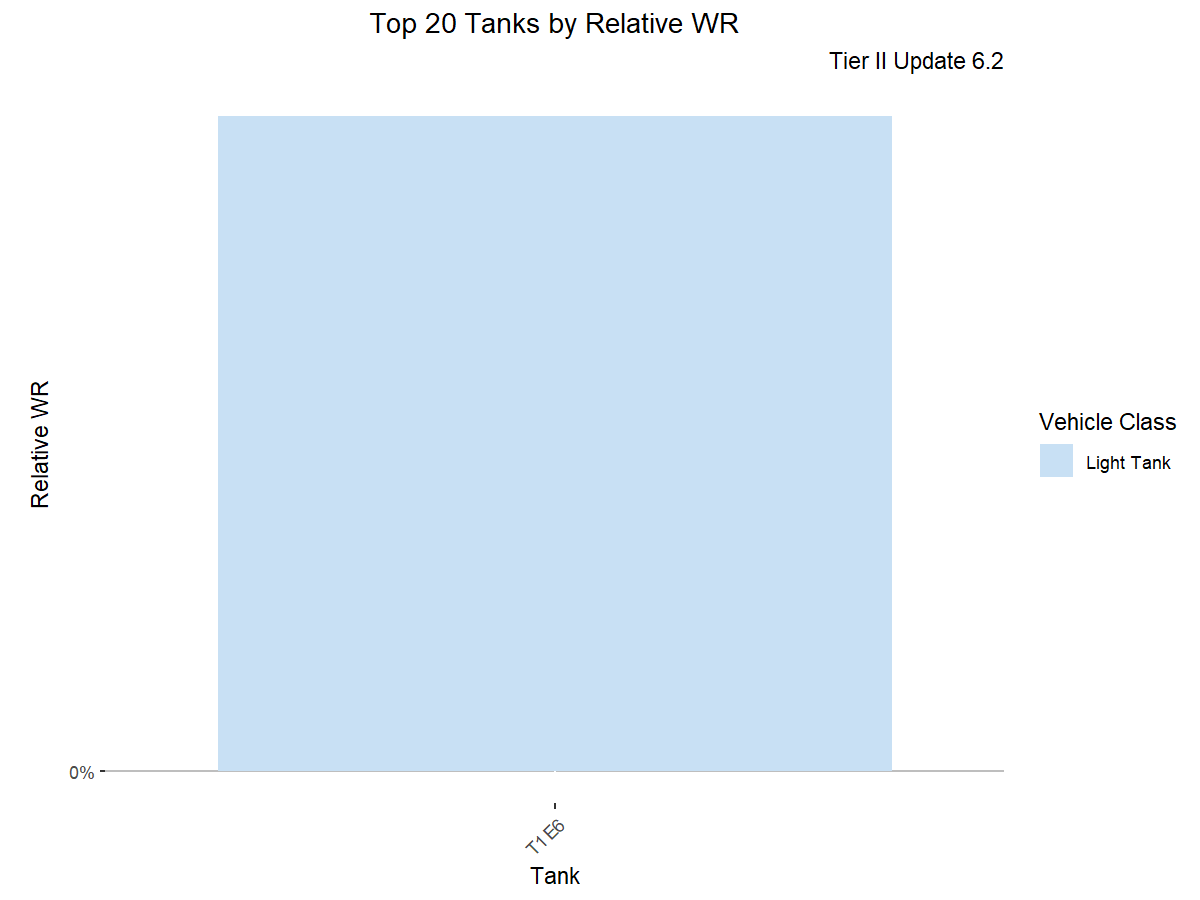 Top 20 Tanks by Relative WR
Tier II Update 6.2
Relative WR
Vehicle Class
Light Tank
0%
T1 E6
Tank